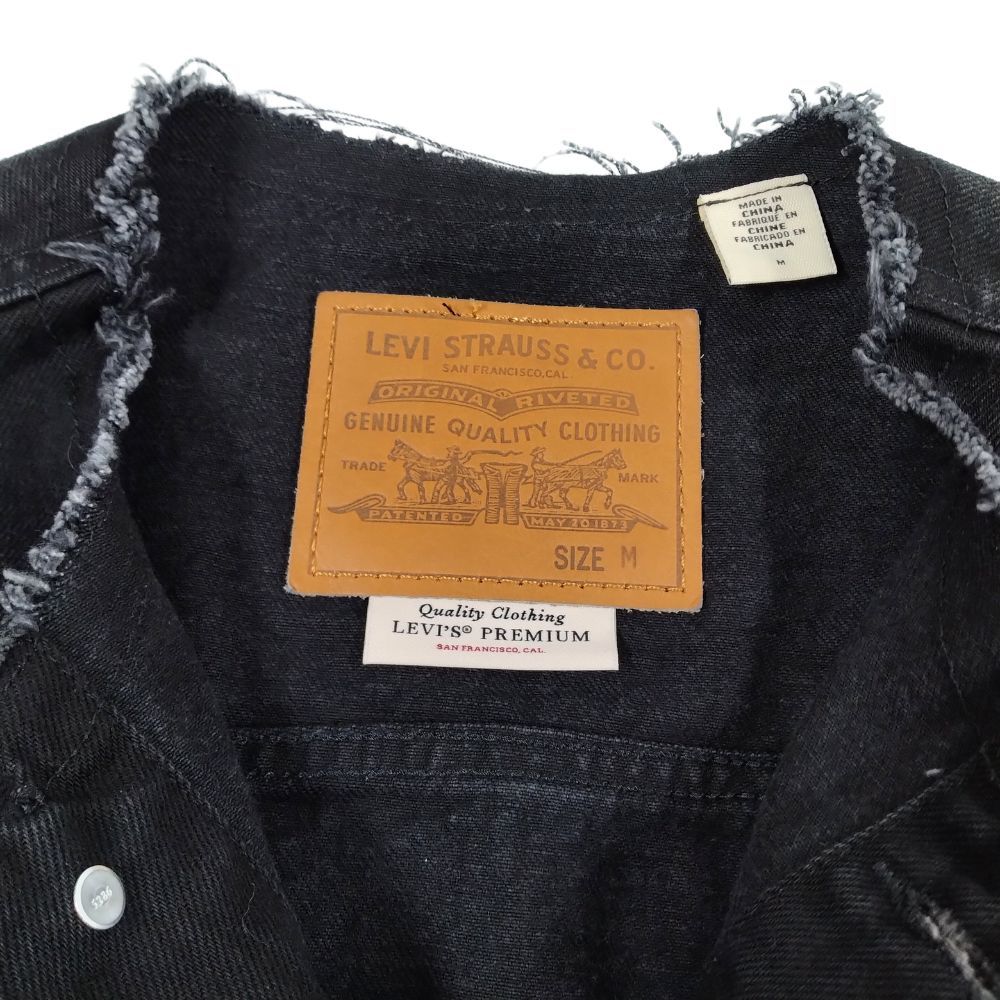 MADE IN
CHINA
FABRIQUÉ EN
CHINE
FABRICADO EN
CHINA
M
LEVI STRAUSS & CO.
SAN FRANCISCO, CAL.
ORIGINAL RIVETED
GENUINE QUALITY CLOTHING
TRADE MARK
PATENTED MAY 20.1873
SIZE M
Quality Clothing
LEVI'S® PREMIUM
SAN FRANCISCO, CAL.
5286